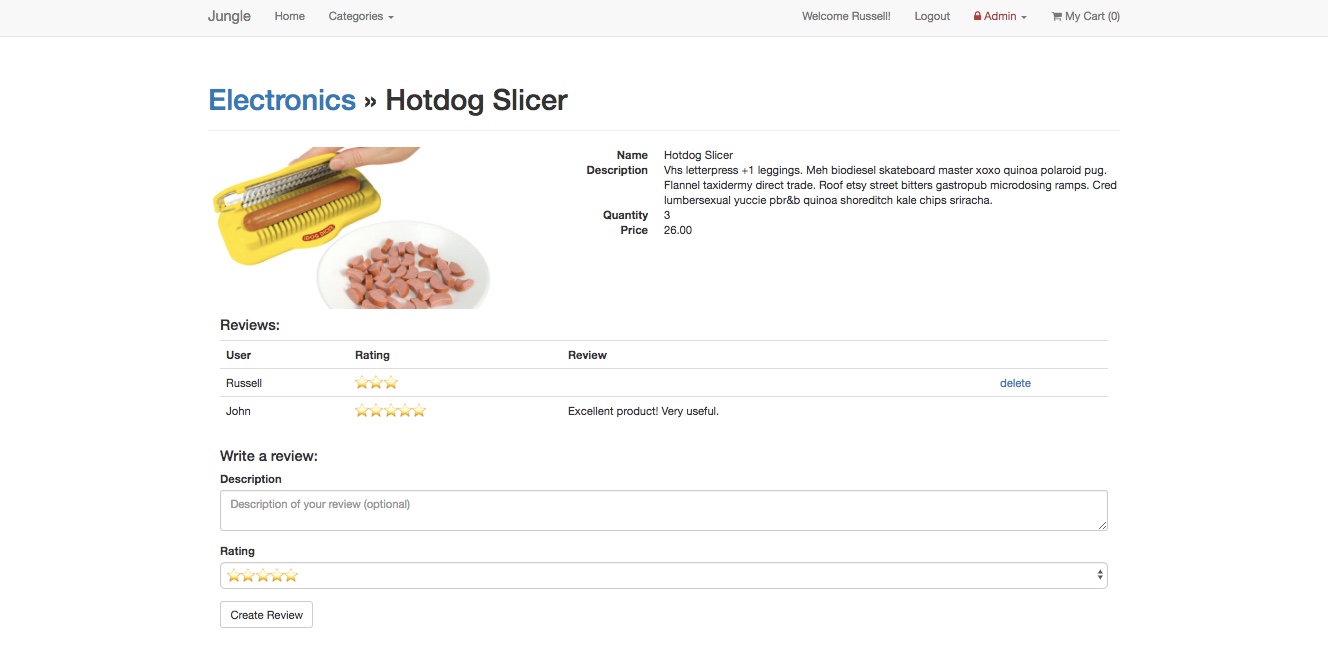 Jungle Home Categories Welcome Russell! Logout Admin My Cart (0)
Electronics » Hotdog Slicer
Name Hotdog Slicer
Description Vhs letterpress +1 leggings. Meh biodiesel skateboard master xoxo quinoa polaroid pug.
Flannel taxidermy direct trade. Roof etsy street bitters gastropub microdosing ramps. Cred
lumbersexual yuccie pbr&b quinoa shoreditch kale chips sriracha.
Quantity 3
Price 26.00
Reviews:
User Rating Review
Russell delete
John Excellent product! Very useful.
Write a review:
Description
Description of your review (optional)
Rating
Create Review